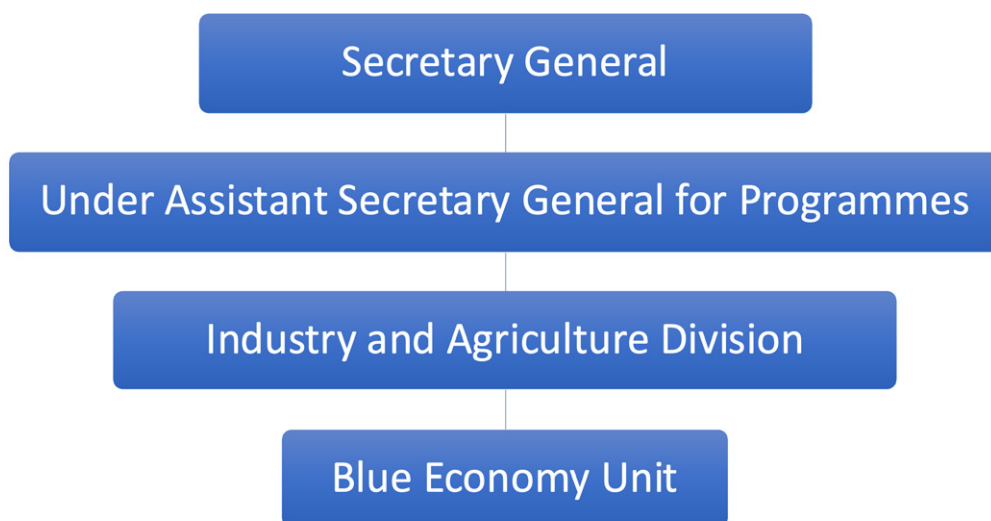 Secretary General
Under Assistant Secretary General for Programmes
Industry and Agriculture Division
Blue Economy Unit